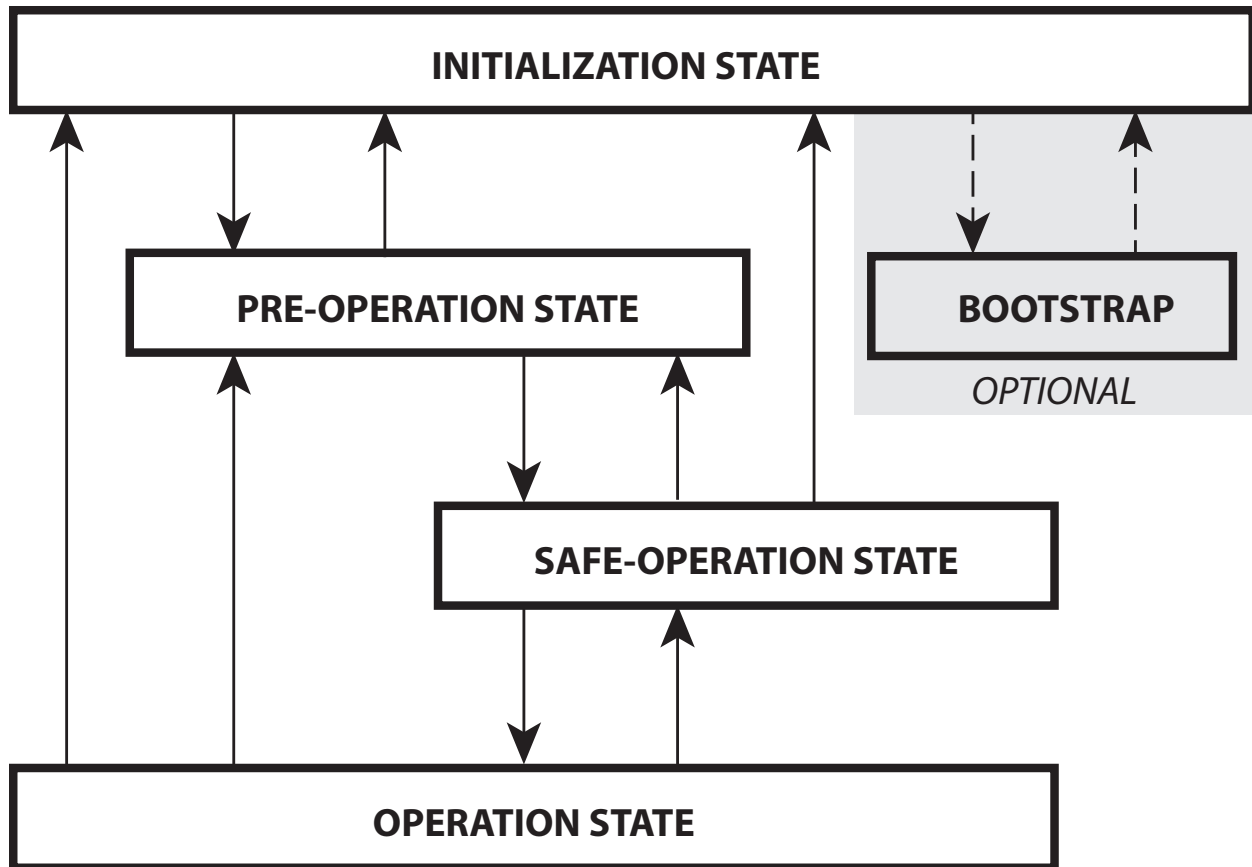 INITIALIZATION STATE
PRE-OPERATION STATE
BOOTSTRAP
OPTIONAL
SAFE-OPERATION STATE
OPERATION STATE